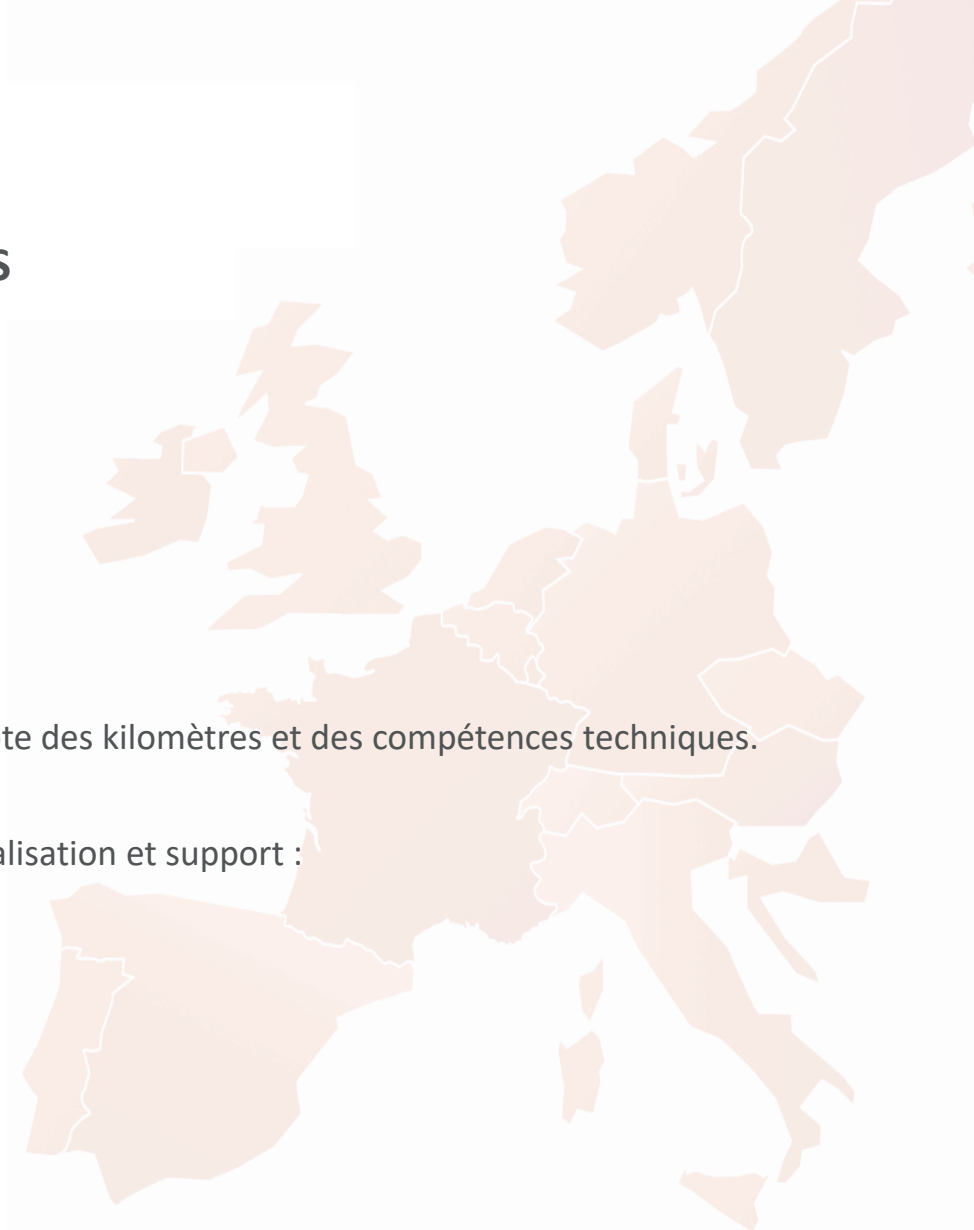 s
te des kilomètres et des compétences techniques.
alisation et support :